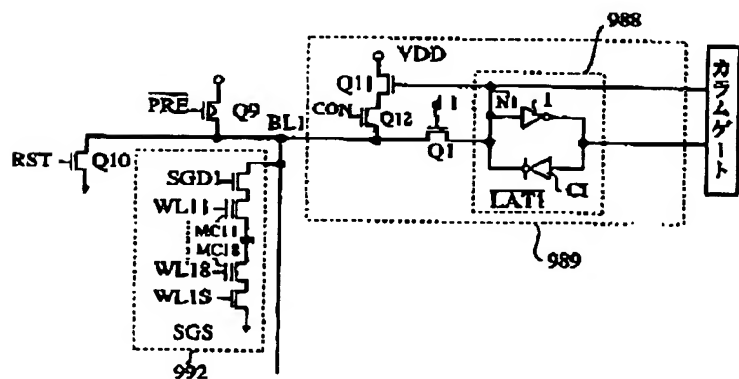 988
VDD
Q11
カラムゲート
PRE
Q9
BL1
CON
Q12
N1
1
Q1
RST
Q10
SGD1
WL11
MC11
MC18
LAT1
CI
WL18
WL1S
SGS
989
992